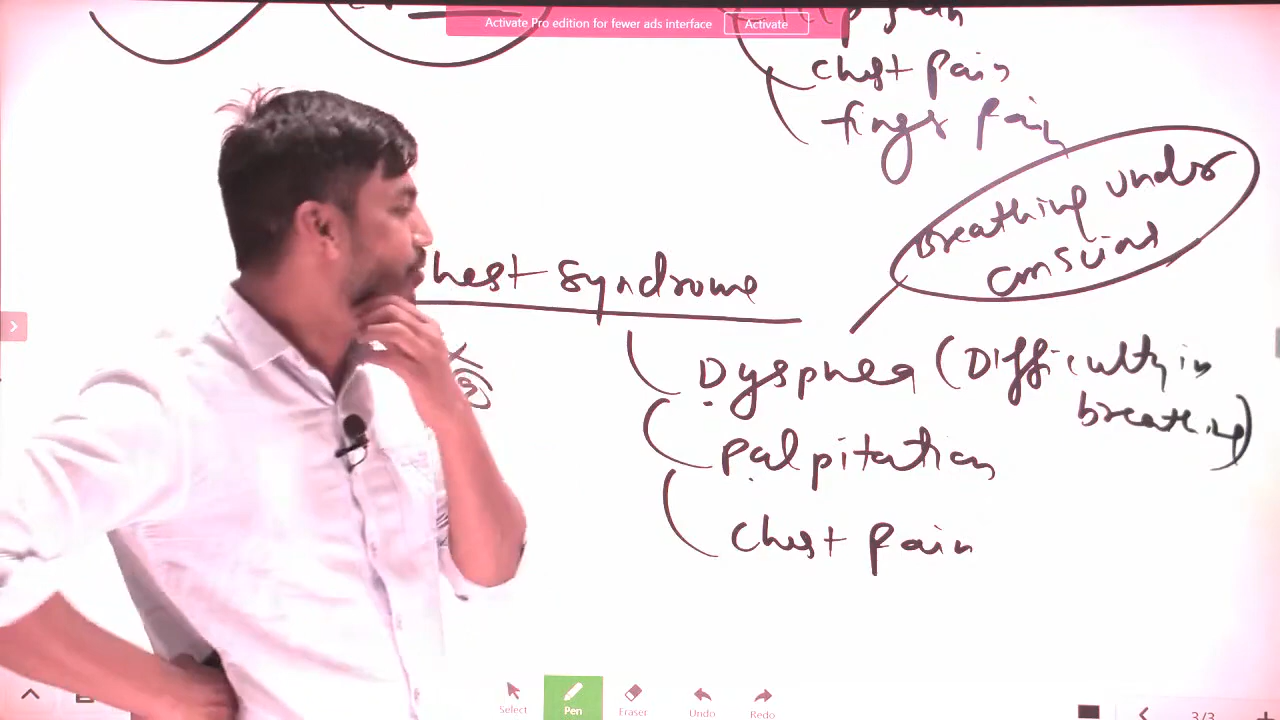 Activate Pro edition for fewer ads interface
Activate
pain
chest pain
finger pain
Breathing under
hest syndrome
Dyspnea (Difficulty in
breathing)
palpitation
chest pain
Select
Pen
Eraser
Undo
Redo
3/3